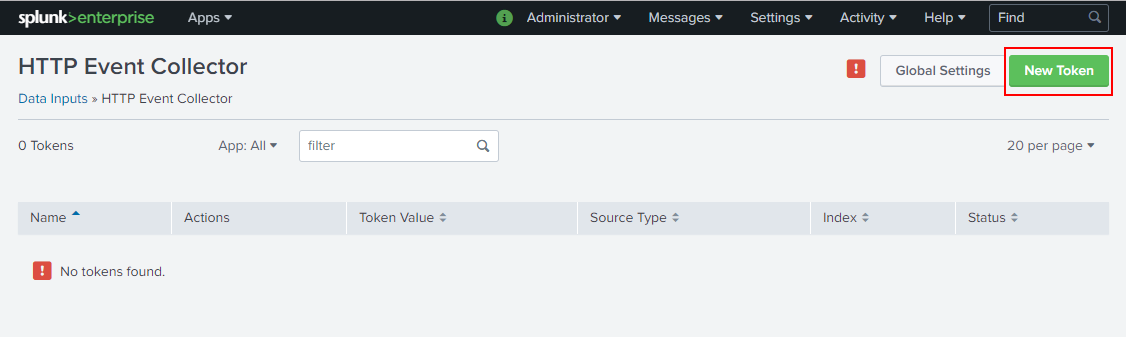 splunk>enterprise Apps Administrator Messages Settings Activity Help Find
HTTP Event Collector
Global Settings New Token
Data Inputs » HTTP Event Collector
0 Tokens App: All filter 20 per page
Name Actions Token Value Source Type Index Status
No tokens found.